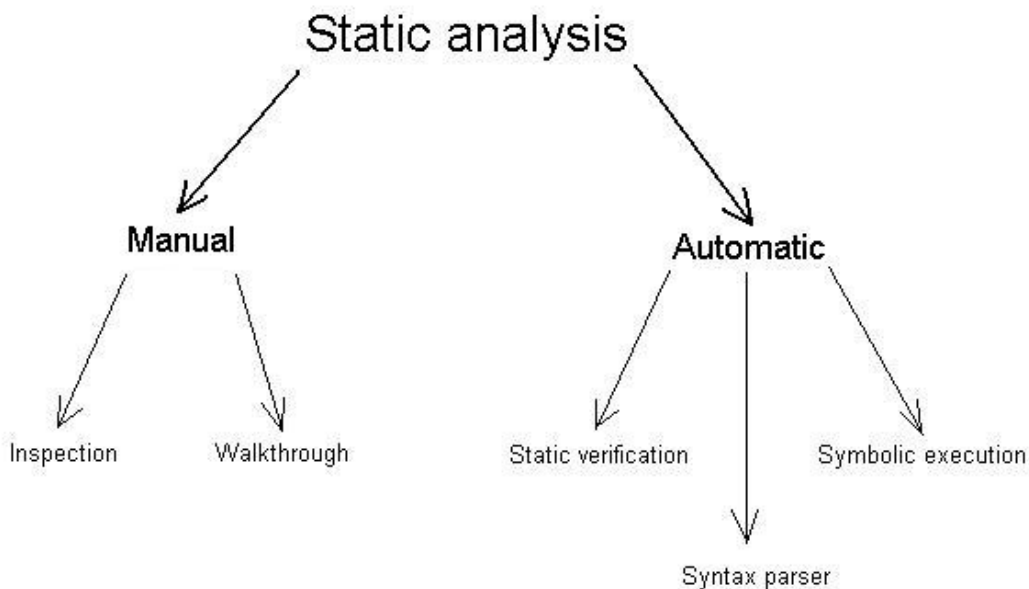 Static analysis
Manual
Automatic
Inspection
Walkthrough
Static verification
Symbolic execution
Syntax parser